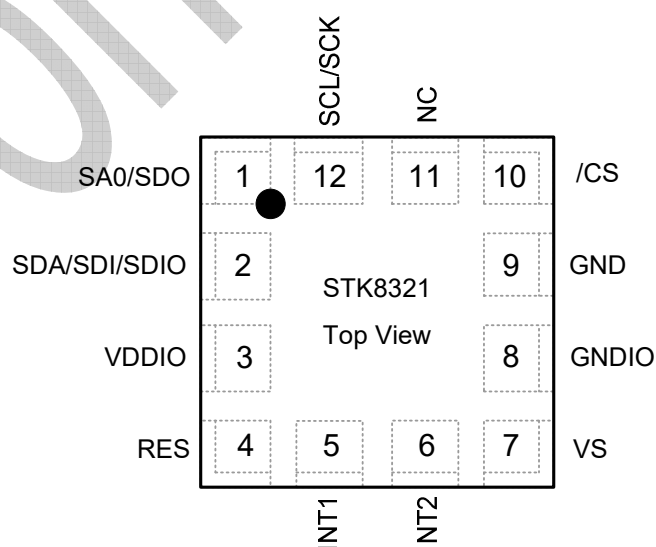 SCL/SCK
NC
SA0/SDO
1
12
11
10
/CS
SDA/SDI/SDIO
2
9
GND
STK8321
Top View
VDDIO
3
8
GNDIO
RES
4
5
6
7
VS
INT1
NT2